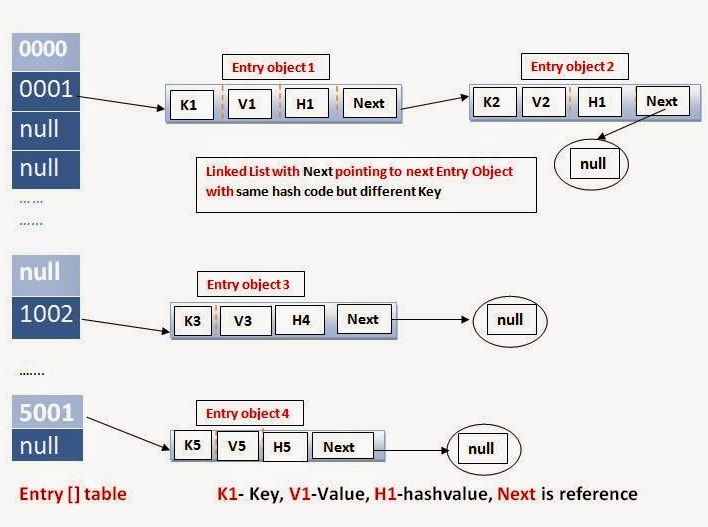 0000
Entry object 1
Entry object 2
0001
K1 V1 H1 Next
K2 V2 H1 Next
null
null
null
Linked List with Next pointing to next Entry Object
with same hash code but different Key
......
......
null
Entry object 3
1002
K3 V3 H4 Next
null
.......
5001
Entry object 4
null
K5 V5 H5 Next
null
Entry [] table
K1- Key, V1-Value, H1-hashvalue, Next is reference